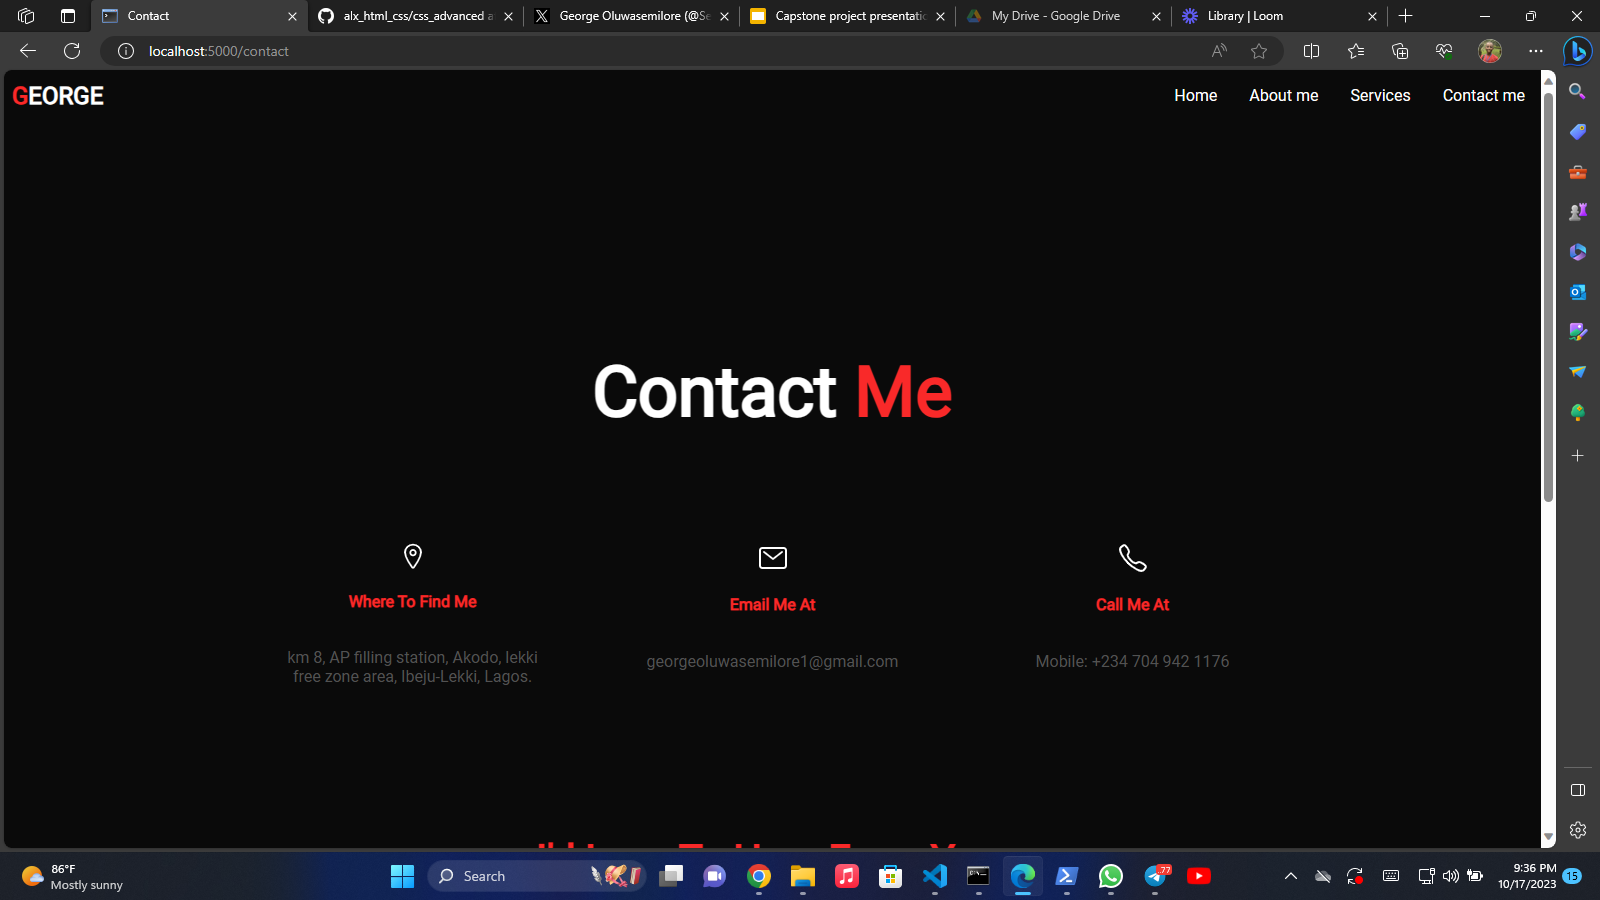 Contact
alx_html_css/css_advanced a
George Oluwasemilore (@Se
Capstone project presentatio
My Drive - Google Drive
Library | Loom
localhost:5000/contact
GEORGE
Home
About me
Services
Contact me
Contact Me
Where To Find Me
Email Me At
Call Me At
km 8, AP filling station, Akodo, lekki
free zone area, Ibeju-Lekki, Lagos.
georgeoluwasemilore1@gmail.com
Mobile: +234 704 942 1176
86°F
Mostly sunny
Search
77
9:36 PM
10/17/2023
15